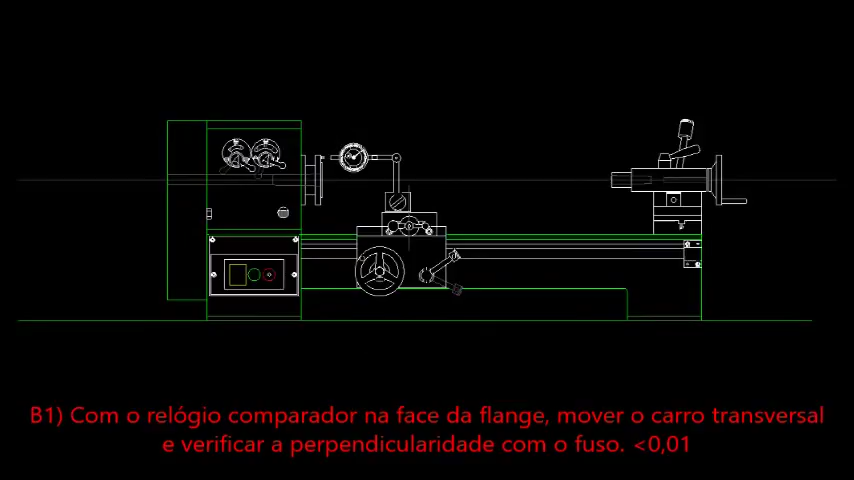 B1) Com o relógio comparador na face da flange, mover o carro transversal
e verificar a perpendicularidade com o fuso. <0,01